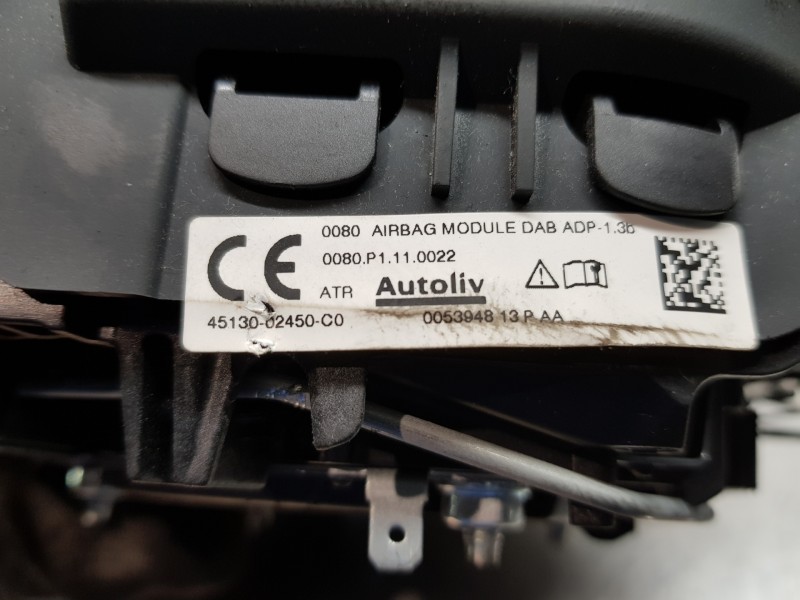 0080 AIRBAG MODULE DAB ADP-1.3b
0080.P1.11.0022
CE
ATR Autoliv
45130-02450-C0 0053948 13 P AA